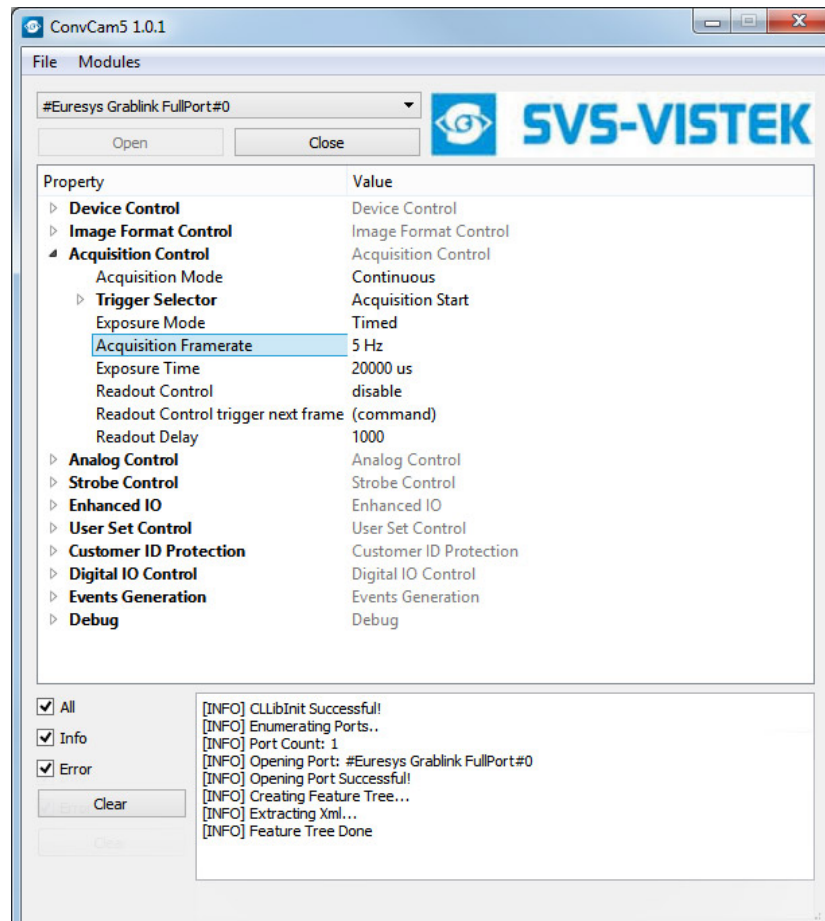 ConvCam5 1.0.1
File Modules
#Euresys Grablink FullPort#0
SVS-VISTEK
Open Close
Property Value
Device Control Device Control
Image Format Control Image Format Control
Acquisition Control Acquisition Control
Acquisition Mode Continuous
Trigger Selector Acquisition Start
Exposure Mode Timed
Acquisition Framerate 5 Hz
Exposure Time 20000 us
Readout Control disable
Readout Control trigger next frame (command)
Readout Delay 1000
Analog Control Analog Control
Strobe Control Strobe Control
Enhanced IO Enhanced IO
User Set Control User Set Control
Customer ID Protection Customer ID Protection
Digital IO Control Digital IO Control
Events Generation Events Generation
Debug Debug
All
Info
Error
Clear
[INFO] CLLibInit Successful!
[INFO] Enumerating Ports..
[INFO] Port Count: 1
[INFO] Opening Port: #Euresys Grablink FullPort#0
[INFO] Opening Port Successful!
[INFO] Creating Feature Tree...
[INFO] Extracting Xml...
[INFO] Feature Tree Done